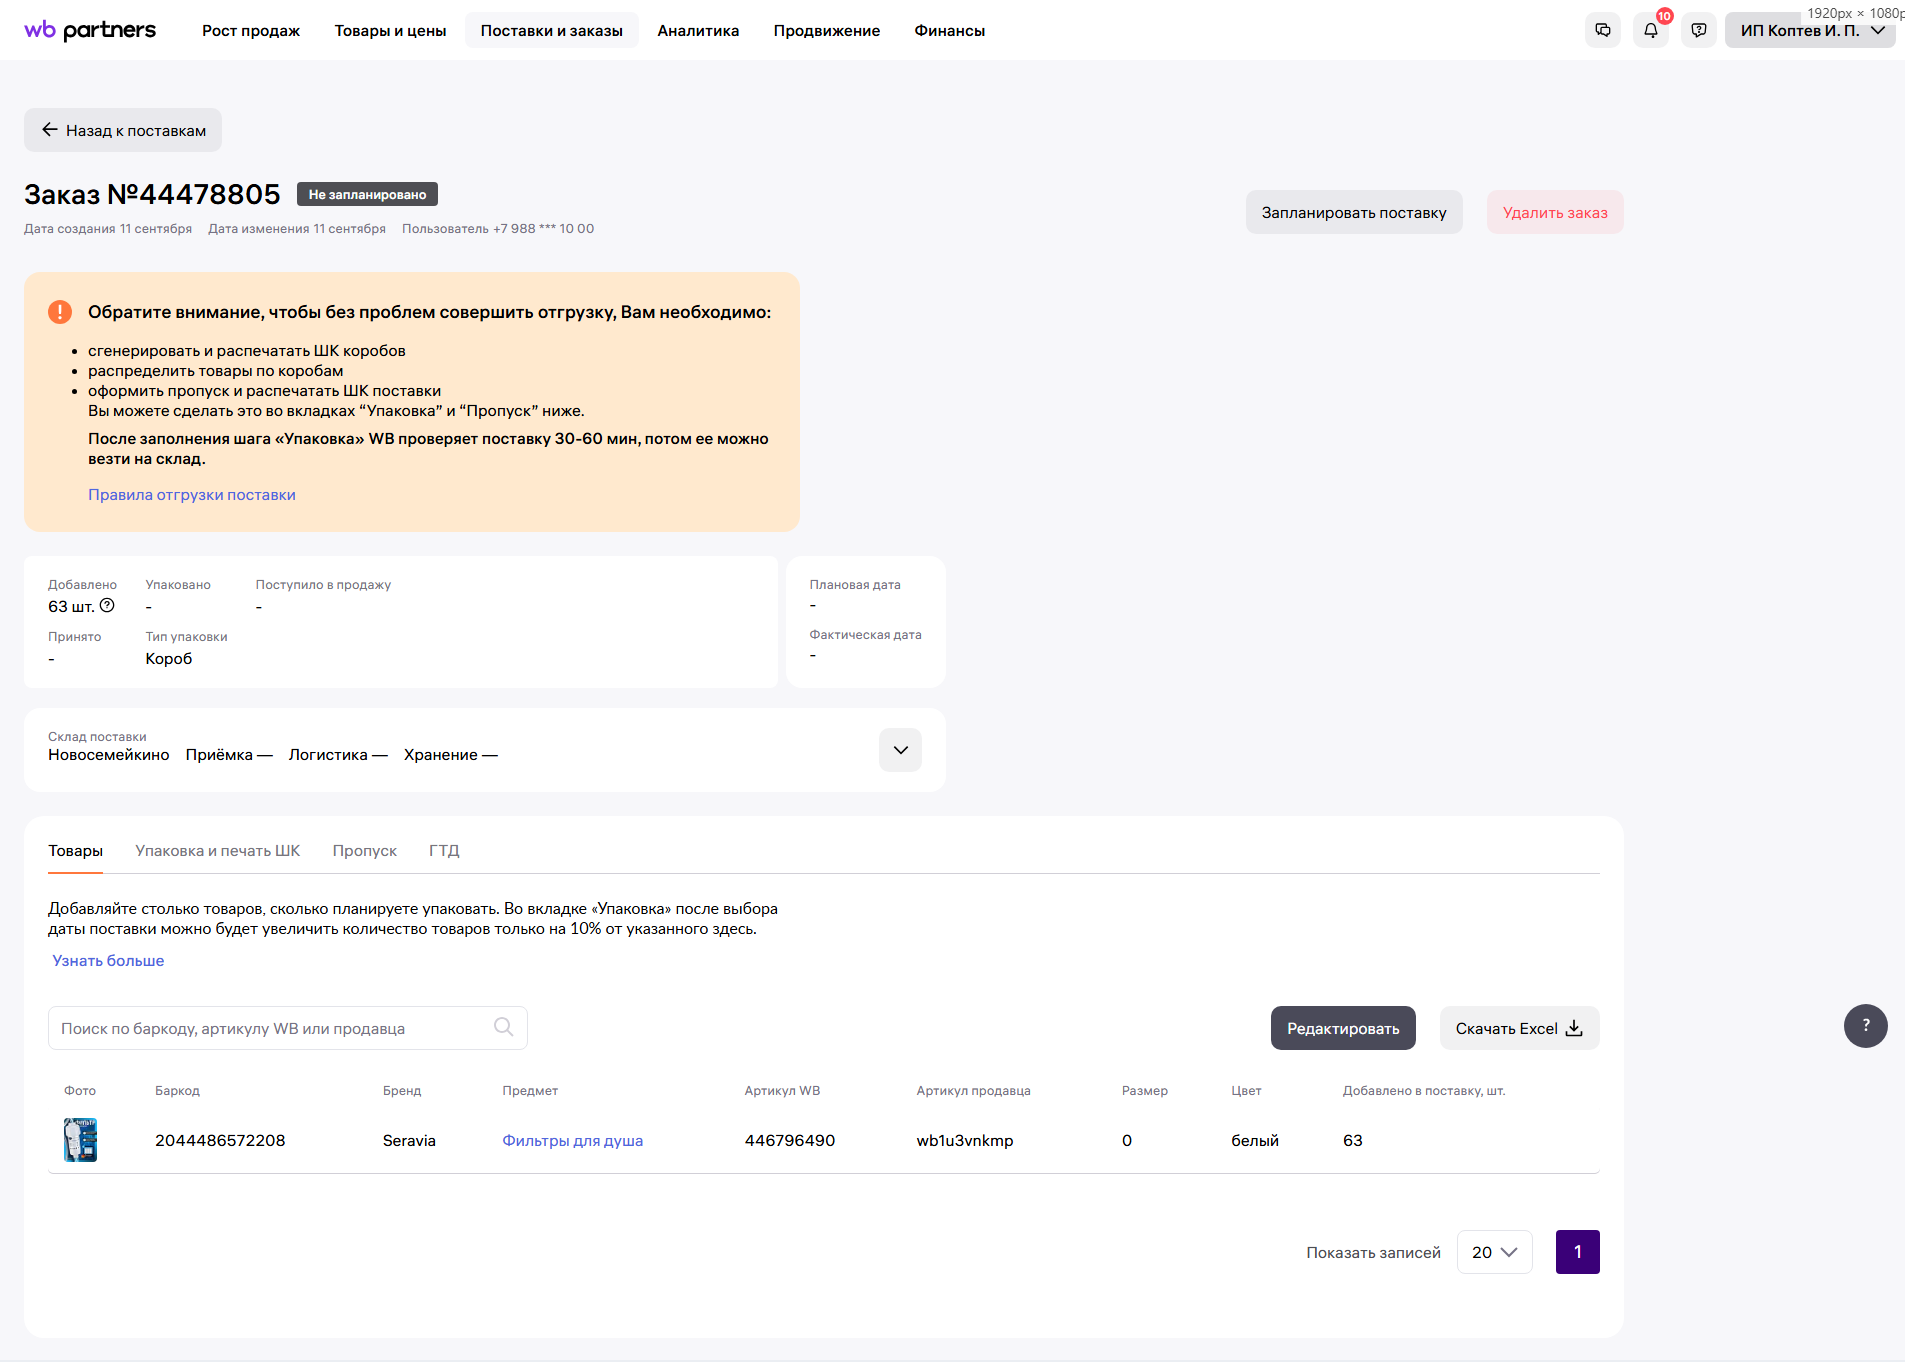 wb partners
Рост продаж
Товары и цены
Поставки и заказы
Аналитика
Продвижение
Финансы
10
1920px × 1080p
ИП Коптев И. П.
Назад к поставкам
Заказ №44478805
Не запланировано
Дата создания 11 сентября Дата изменения 11 сентября Пользователь +7 988 *** 10 00
Запланировать поставку
Удалить заказ
Обратите внимание, чтобы без проблем совершить отгрузку, Вам необходимо:
• сгенерировать и распечатать ШК коробов
• распределить товары по коробам
• оформить пропуск и распечатать ШК поставки
Вы можете сделать это во вкладках “Упаковка” и “Пропуск” ниже.
После заполнения шага «Упаковка» WB проверяет поставку 30-60 мин, потом ее можно
везти на склад.
Правила отгрузки поставки
Добавлено Упаковано Поступило в продажу
63 шт. - -
Принято Тип упаковки
- Короб
Плановая дата
-
Фактическая дата
-
Склад поставки
Новосемейкино Приёмка — Логистика — Хранение —
Товары Упаковка и печать ШК Пропуск ГТД
Добавляйте столько товаров, сколько планируете упаковать. Во вкладке «Упаковка» после выбора
даты поставки можно будет увеличить количество товаров только на 10% от указанного здесь.
Узнать больше
Поиск по баркоду, артикулу WB или продавца
Редактировать
Скачать Excel
?
Фото Баркод Бренд Предмет Артикул WB Артикул продавца Размер Цвет Добавлено в поставку, шт.
2044486572208 Seravia Фильтры для душа 446796490 wb1u3vnkmp 0 белый 63
Показать записей 20 1